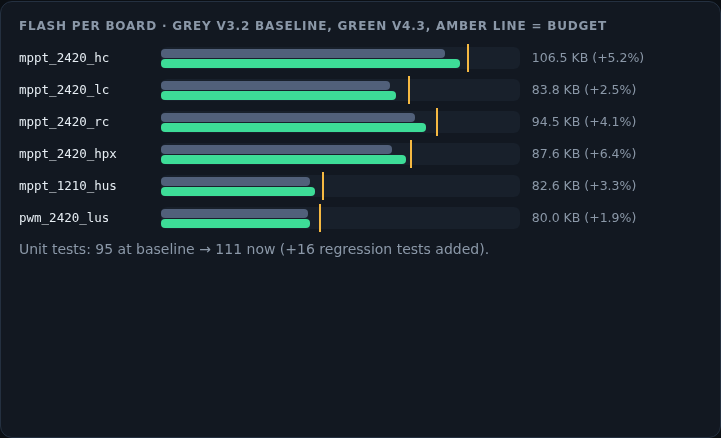 FLASH PER BOARD · GREY V3.2 BASELINE, GREEN V4.3, AMBER LINE = BUDGET
mppt_2420_hc 106.5 KB (+5.2%)
mppt_2420_lc 83.8 KB (+2.5%)
mppt_2420_rc 94.5 KB (+4.1%)
mppt_2420_hpx 87.6 KB (+6.4%)
mppt_1210_hus 82.6 KB (+3.3%)
pwm_2420_lus 80.0 KB (+1.9%)
Unit tests: 95 at baseline → 111 now (+16 regression tests added).